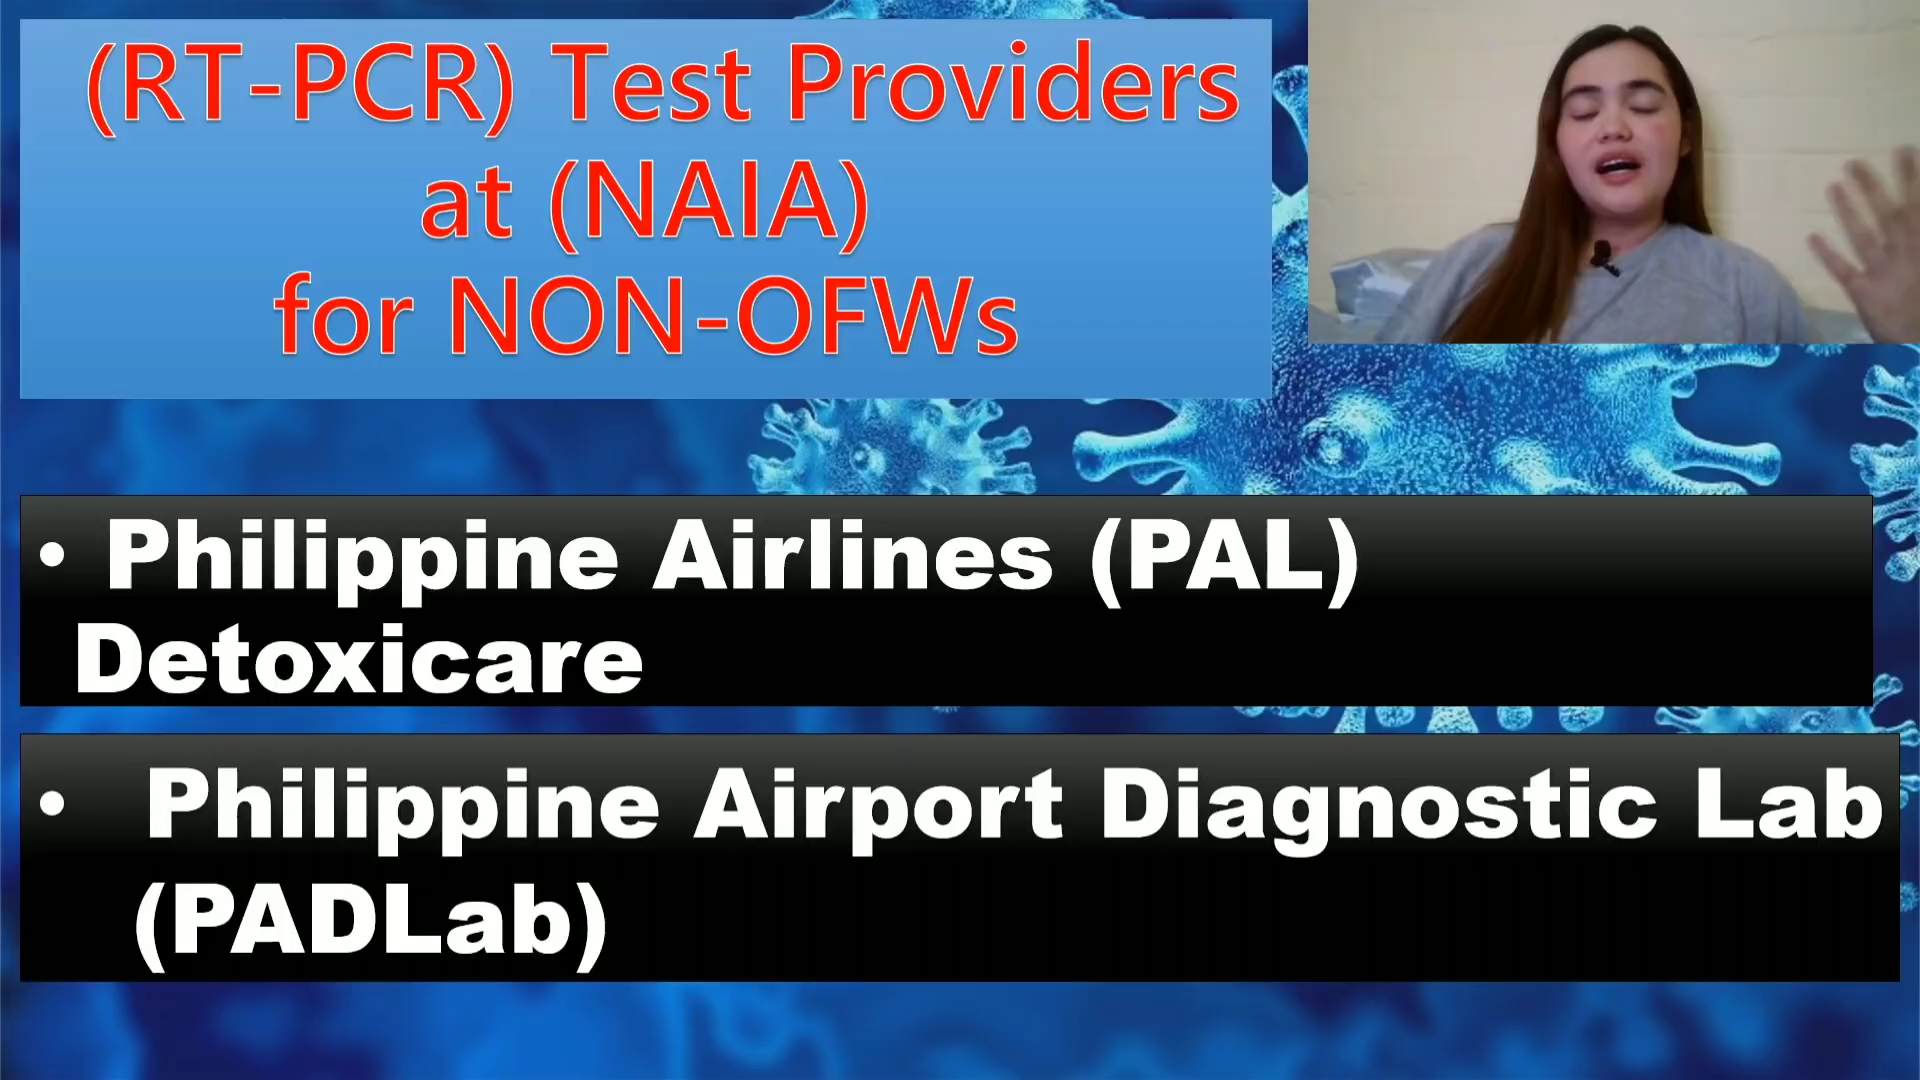 (RT-PCR) Test Providers
at (NAIA)
for NON-OFWs
• Philippine Airlines (PAL)
Detoxicare
• Philippine Airport Diagnostic Lab
(PADLab)